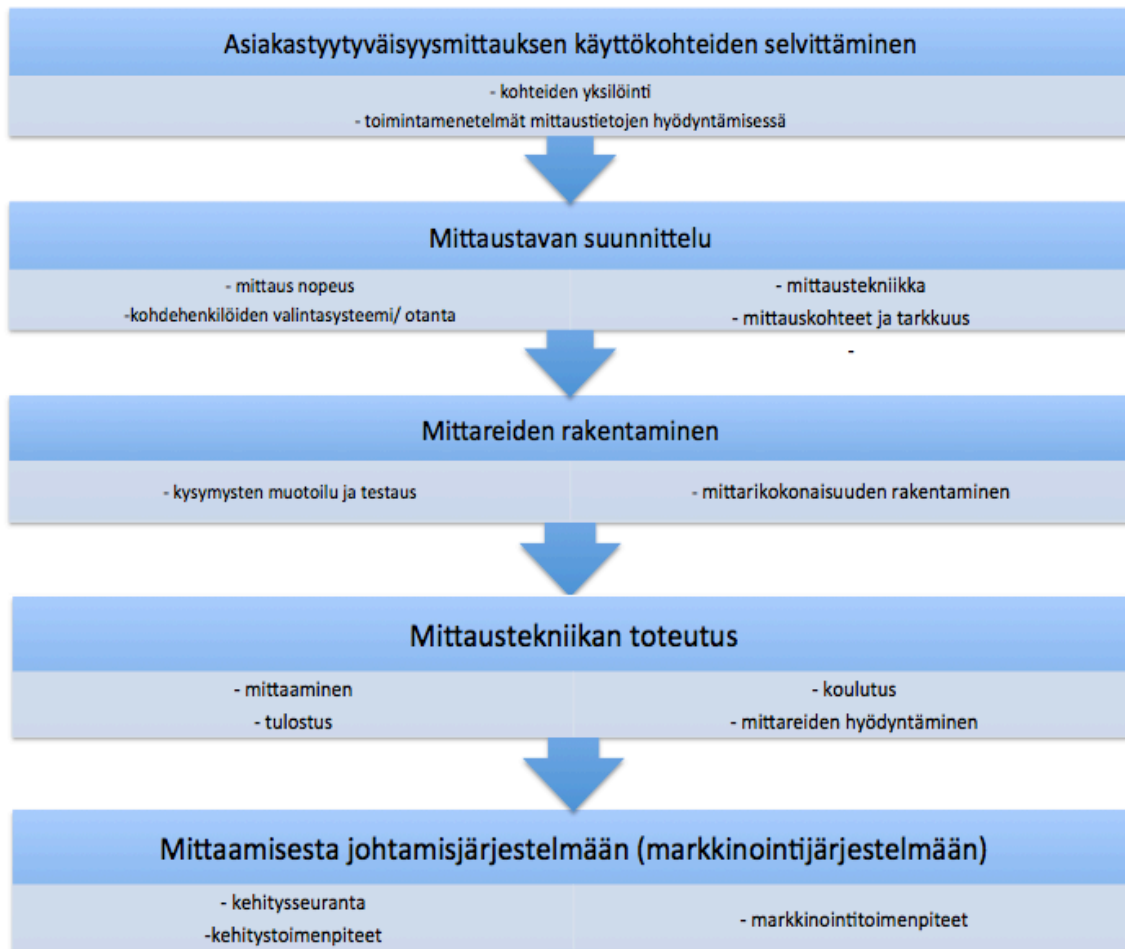 Asiakastyytyväisyysmittauksen käyttökohteiden selvittäminen
- kohteiden yksilöinti
- toimintamenetelmät mittaustietojen hyödyntämisessä
Mittaustavan suunnittelu
- mittaus nopeus
-kohdehenkilöiden valintasysteemi/ otanta
- mittaustekniikka
- mittauskohteet ja tarkkuus
-
Mittareiden rakentaminen
- kysymysten muotoilu ja testaus
- mittarikokonaisuuden rakentaminen
Mittaustekniikan toteutus
- mittaaminen
- tulostus
- koulutus
- mittareiden hyödyntäminen
Mittaamisesta johtamisjärjestelmään (markkinointijärjestelmään)
- kehitysseuranta
-kehitystoimenpiteet
- markkinointitoimenpiteet